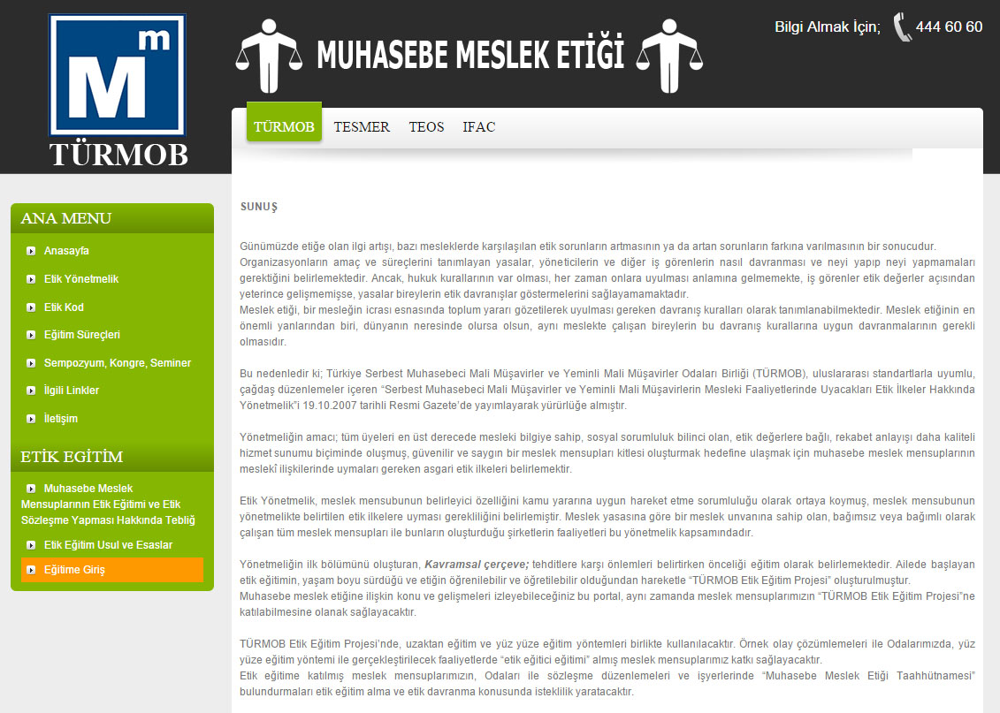 m
M
TÜRMOB
MUHASEBE MESLEK ETİĞİ
Bilgi Almak İçin; 444 60 60
TÜRMOB TESMER TEOS IFAC
ANA MENU
Anasayfa
Etik Yönetmelik
Etik Kod
Eğitim Süreçleri
Sempozyum, Kongre, Seminer
İlgili Linkler
İletişim
ETİK EGİTİM
Muhasebe Meslek
Mensuplarının Etik Eğitimi ve Etik
Sözleşme Yapması Hakkında Tebliğ
Etik Eğitim Usul ve Esaslar
Eğitime Giriş
SUNUŞ
Günümüzde etiğe olan ilgi artışı, bazı mesleklerde karşılaşılan etik sorunların artmasının ya da artan sorunların farkına varılmasının bir sonucudur.
Organizasyonların amaç ve süreçlerini tanımlayan yasalar, yöneticilerin ve diğer iş görenlerin nasıl davranması ve neyi yapıp neyi yapmamaları
gerektiğini belirlemektedir. Ancak, hukuk kurallarının var olması, her zaman onlara uyulması anlamına gelmemekte, iş görenler etik değerler açısından
yeterince gelişmemişse, yasalar bireylerin etik davranışlar göstermelerini sağlayamamaktadır.
Meslek etiği, bir mesleğin icrası esnasında toplum yararı gözetilerek uyulması gereken davranış kuralları olarak tanımlanabilmektedir. Meslek etiğinin en
önemli yanlarından biri, dünyanın neresinde olursa olsun, aynı meslekte çalışan bireylerin bu davranış kurallarına uygun davranmalarının gerekli
olmasıdır.
Bu nedenledir ki; Türkiye Serbest Muhasebeci Mali Müşavirler ve Yeminli Mali Müşavirler Odaları Birliği (TÜRMOB), uluslararası standartlarla uyumlu,
çağdaş düzenlemeler içeren “Serbest Muhasebeci Mali Müşavirler ve Yeminli Mali Müşavirlerin Mesleki Faaliyetlerinde Uyacakları Etik İlkeler Hakkında
Yönetmelik”i 19.10.2007 tarihli Resmi Gazete’de yayımlayarak yürürlüğe almıştır.
Yönetmeliğin amacı; tüm üyeleri en üst derecede mesleki bilgiye sahip, sosyal sorumluluk bilinci olan, etik değerlere bağlı, rekabet anlayışı daha kaliteli
hizmet sunumu biçiminde oluşmuş, güvenilir ve saygın bir meslek mensupları kitlesi oluşturmak hedefine ulaşmak için muhasebe meslek mensuplarının
meslekî ilişkilerinde uymaları gereken asgari etik ilkeleri belirlemektir.
Etik Yönetmelik, meslek mensubunun belirleyici özelliğini kamu yararına uygun hareket etme sorumluluğu olarak ortaya koymuş, meslek mensubunun
yönetmelikte belirtilen etik ilkelere uyması gerekliliğini belirlemiştir. Meslek yasasına göre bir meslek unvanına sahip olan, bağımsız veya bağımlı olarak
çalışan tüm meslek mensupları ile bunların oluşturduğu şirketlerin faaliyetleri bu yönetmelik kapsamındadır.
Yönetmeliğin ilk bölümünü oluşturan, Kavramsal çerçeve; tehditlere karşı önlemleri belirtirken önceliği eğitim olarak belirlemektedir. Ailede başlayan
etik eğitimin, yaşam boyu sürdüğü ve etiğin öğrenilebilir ve öğretilebilir olduğundan hareketle “TÜRMOB Etik Eğitim Projesi” oluşturulmuştur.
Muhasebe meslek etiğine ilişkin konu ve gelişmeleri izleyebileceğiniz bu portal, aynı zamanda meslek mensuplarımızın “TÜRMOB Etik Eğitim Projesi”ne
katılabilmesine olanak sağlayacaktır.
TÜRMOB Etik Eğitim Projesi’nde, uzaktan eğitim ve yüz yüze eğitim yöntemleri birlikte kullanılacaktır. Örnek olay çözümlemeleri ile Odalarımızda, yüz
yüze eğitim yöntemi ile gerçekleştirilecek faaliyetlerde “etik eğitici eğitimi” almış meslek mensuplarımız katkı sağlayacaktır.
Etik eğitime katılmış meslek mensuplarımızın, Odaları ile sözleşme düzenlemeleri ve işyerlerinde “Muhasebe Meslek Etiği Taahhütnamesi”
bulundurmaları etik eğitim alma ve etik davranma konusunda isteklilik yaratacaktır.